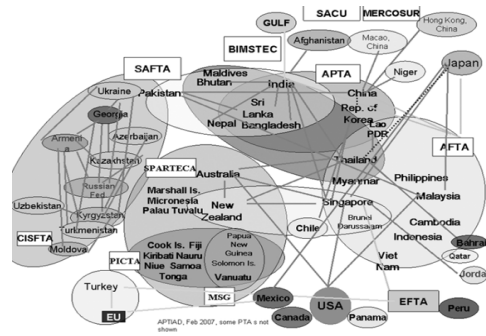 SACU
MERCOSUR
GULF
Hong Kong,
China
Macao,
China
BIMSTEC
Afghanistan
SAFTA
APTA
Japan
Maldives
Bhutan
India
Niger
Ukraine
Pakistan
China
Sri
Lanka
Rep. of
Korea
Georgia
Nepal
Bangladesh
Lao
PDR
Armeni
a
Azerbaijan
AFTA
Kazakhstan
SPARTECA
Thailand
Australia
Myanmar
Philippines
Russian
Fed
Marshall Is.
Micronesia
Palau Tuvalu
Singapore
Malaysia
Uzbekistan
Kyrgyzstan
New
Zealand
Brunei
Darussalam
Cambodia
CISFTA
Turkmenistan
Chile
Indonesia
Bahrai
Moldova
Cook Is. Fiji
Kiribati Nauru
Niue Samoa
Tonga
Papua
New
Guinea
Solomon Is.
Vanuatu
Viet
Nam
Qatar
PICTA
Jorda
Turkey
MSG
Mexico
USA
EFTA
Peru
EU
Canada
Panama
APTIAD, Feb 2007, some PTA s not
shown